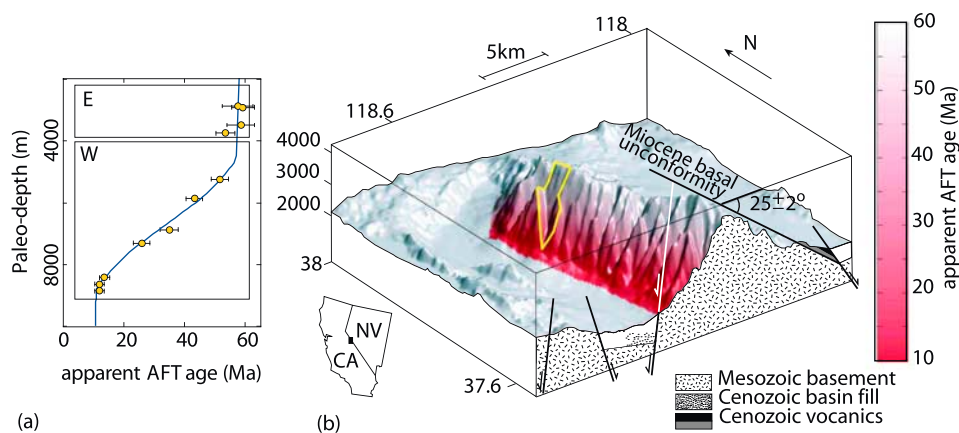 E
W
Paleo-depth (m)
4000
8000
0
20
40
60
apparent AFT age (Ma)
(a)
118
N
5km
118.6
4000
3000
2000
38
Miocene basal
unconformity
25±2°
NV
CA
37.6
(b)
60
50
40
30
20
10
apparent AFT age (Ma)
Mesozoic basement
Cenozoic basin fill
Cenozoic vocanics